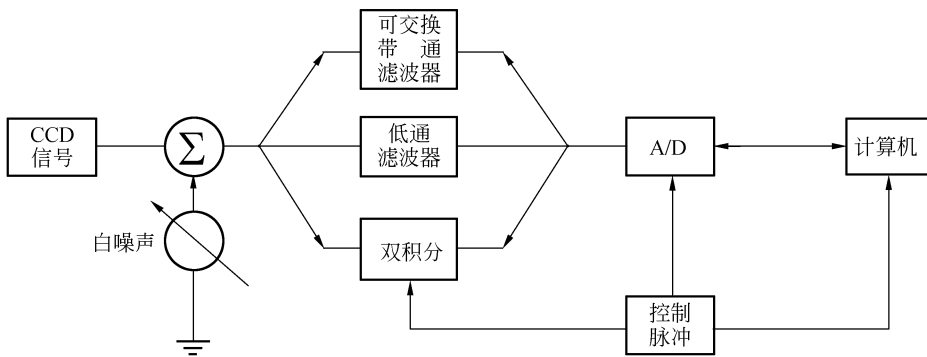 可交换
带 通
滤波器
CCD
信号
Σ
低通
滤波器
A/D
计算机
白噪声
双积分
控制
脉冲